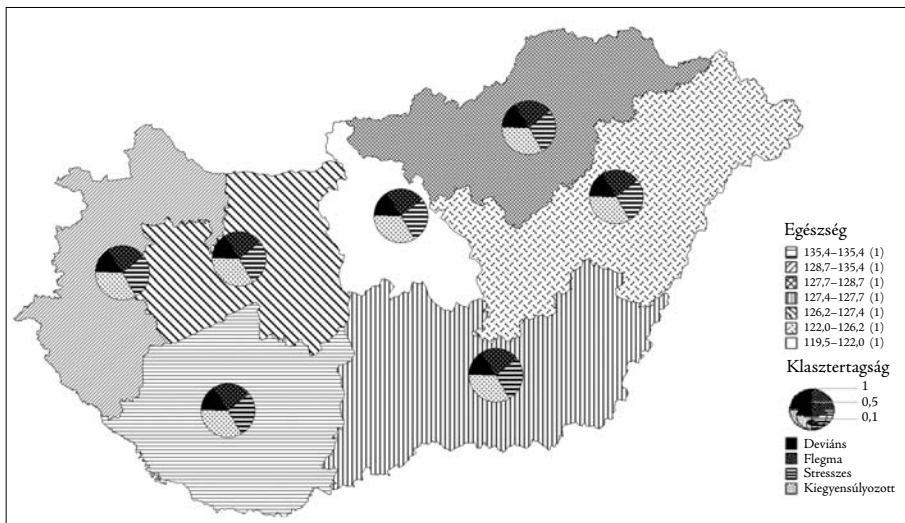 Egészség
135,4–135,4 (1)
128,7–135,4 (1)
127,7–128,7 (1)
127,4–127,7 (1)
126,2–127,4 (1)
122,0–126,2 (1)
119,5–122,0 (1)
Klasztertagság
1
0,5
0,1
Deviáns
Flegma
Stresszes
Kiegyensúlyozott